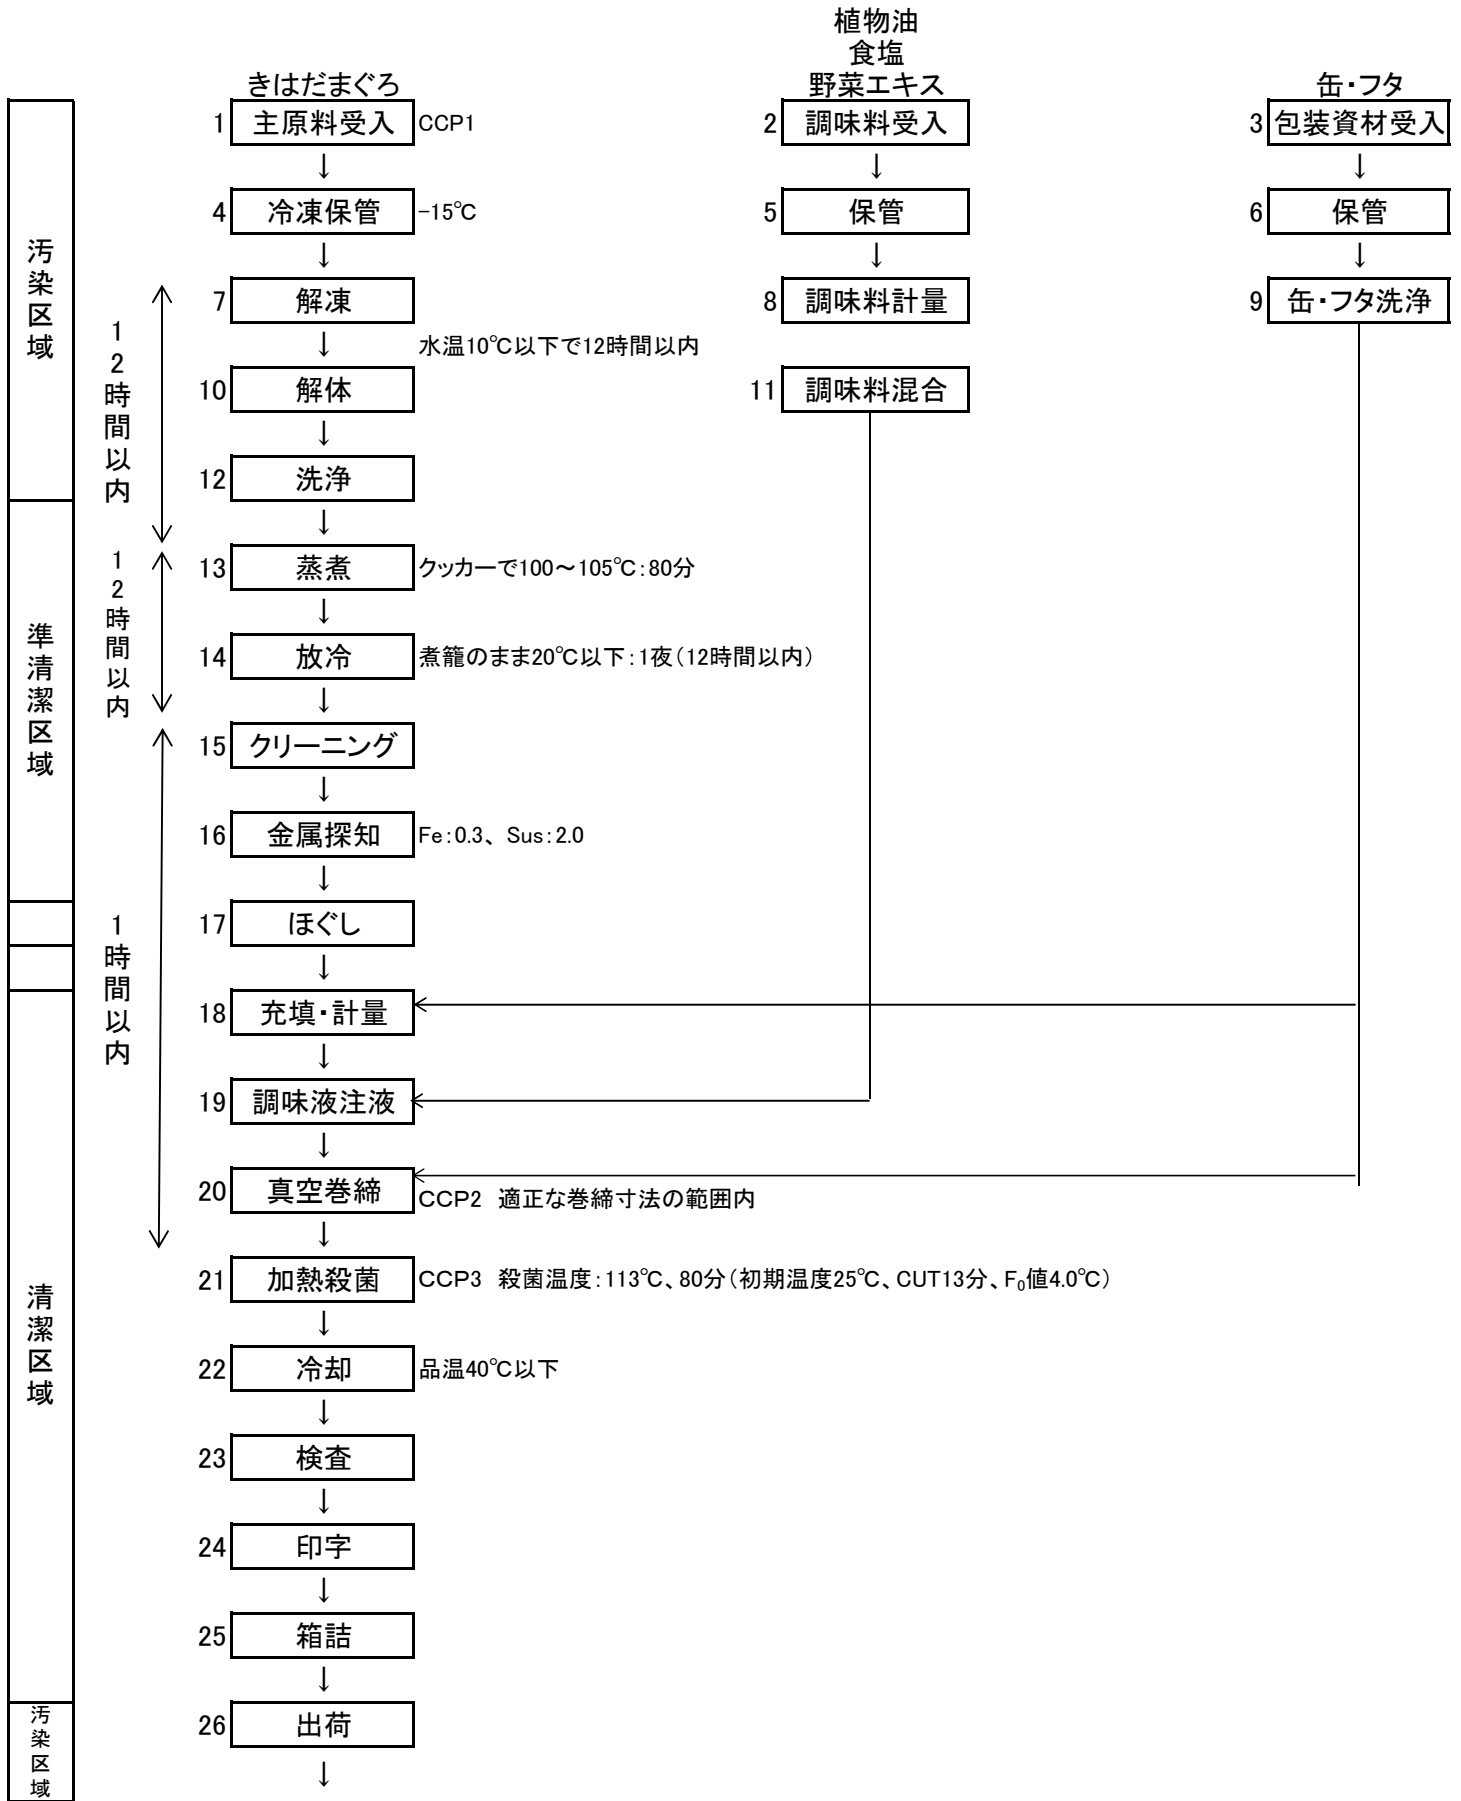 植物油
食塩
きはだまぐろ 野菜エキス 缶・フタ
1 主原料受入 CCP1 2 調味料受入 3 包装資材受入
↓ ↓ ↓
4 冷凍保管 -15℃ 5 保管 6 保管
↓ ↓ ↓
7 解凍 8 調味料計量 9 缶・フタ洗浄
↓ 水温10℃以下で12時間以内
10 解体 11 調味料混合
↓
12 洗浄
↓
13 蒸煮 クッカーで100～105℃:80分
↓
14 放冷 煮籠のまま20℃以下:1夜(12時間以内)
↓
15 クリーニング
↓
16 金属探知 Fe:0.3、Sus:2.0
↓
17 ほぐし
↓
18 充填・計量
↓
19 調味液注液
↓
20 真空巻締 CCP2 適正な巻締寸法の範囲内
↓
21 加熱殺菌 CCP3 殺菌温度:113℃、80分(初期温度25℃、CUT13分、F₀値4.0℃)
↓
22 冷却 品温40℃以下
↓
23 検査
↓
24 印字
↓
25 箱詰
↓
26 出荷
↓
汚染区域
準清潔区域
清潔区域
汚染区域
12時間以内
12時間以内
1時間以内